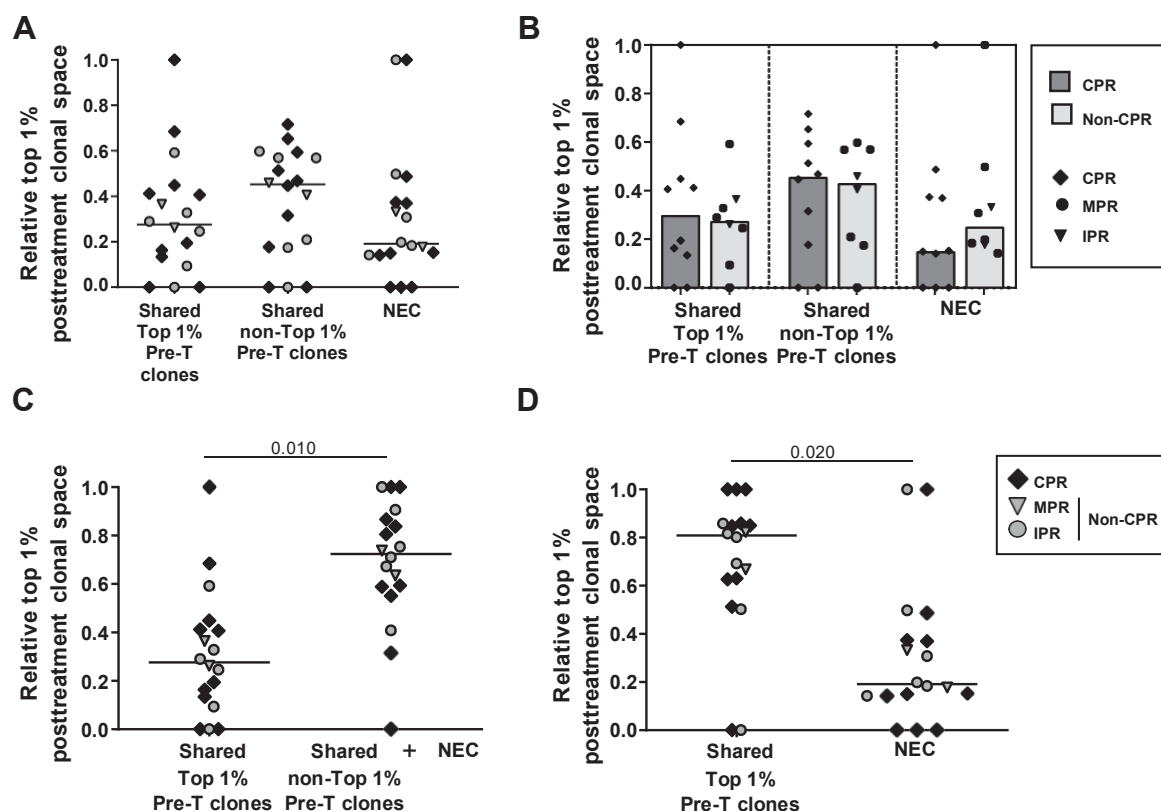 A
Relative top 1%
posttreatment clonal space
1.0
0.8
0.6
0.4
0.2
0.0
Shared
Top 1%
Pre-T
clones
Shared
non-Top 1%
Pre-T clones
NEC
B
Relative top 1%
posttreatment clonal space
1.0
0.8
0.6
0.4
0.2
0.0
Shared
Top 1%
Pre-T clones
Shared
non-Top 1%
Pre-T clones
NEC
CPR
Non-CPR
CPR
MPR
IPR
C
Relative top 1%
posttreatment clonal space
0.010
1.0
0.8
0.6
0.4
0.2
0.0
Shared
Top 1%
Pre-T clones
Shared + NEC
non-Top 1%
Pre-T clones
D
Relative top 1%
posttreatment clonal space
0.020
1.0
0.8
0.6
0.4
0.2
0.0
Shared
Top 1%
Pre-T clones
NEC
CPR
MPR
IPR
Non-CPR